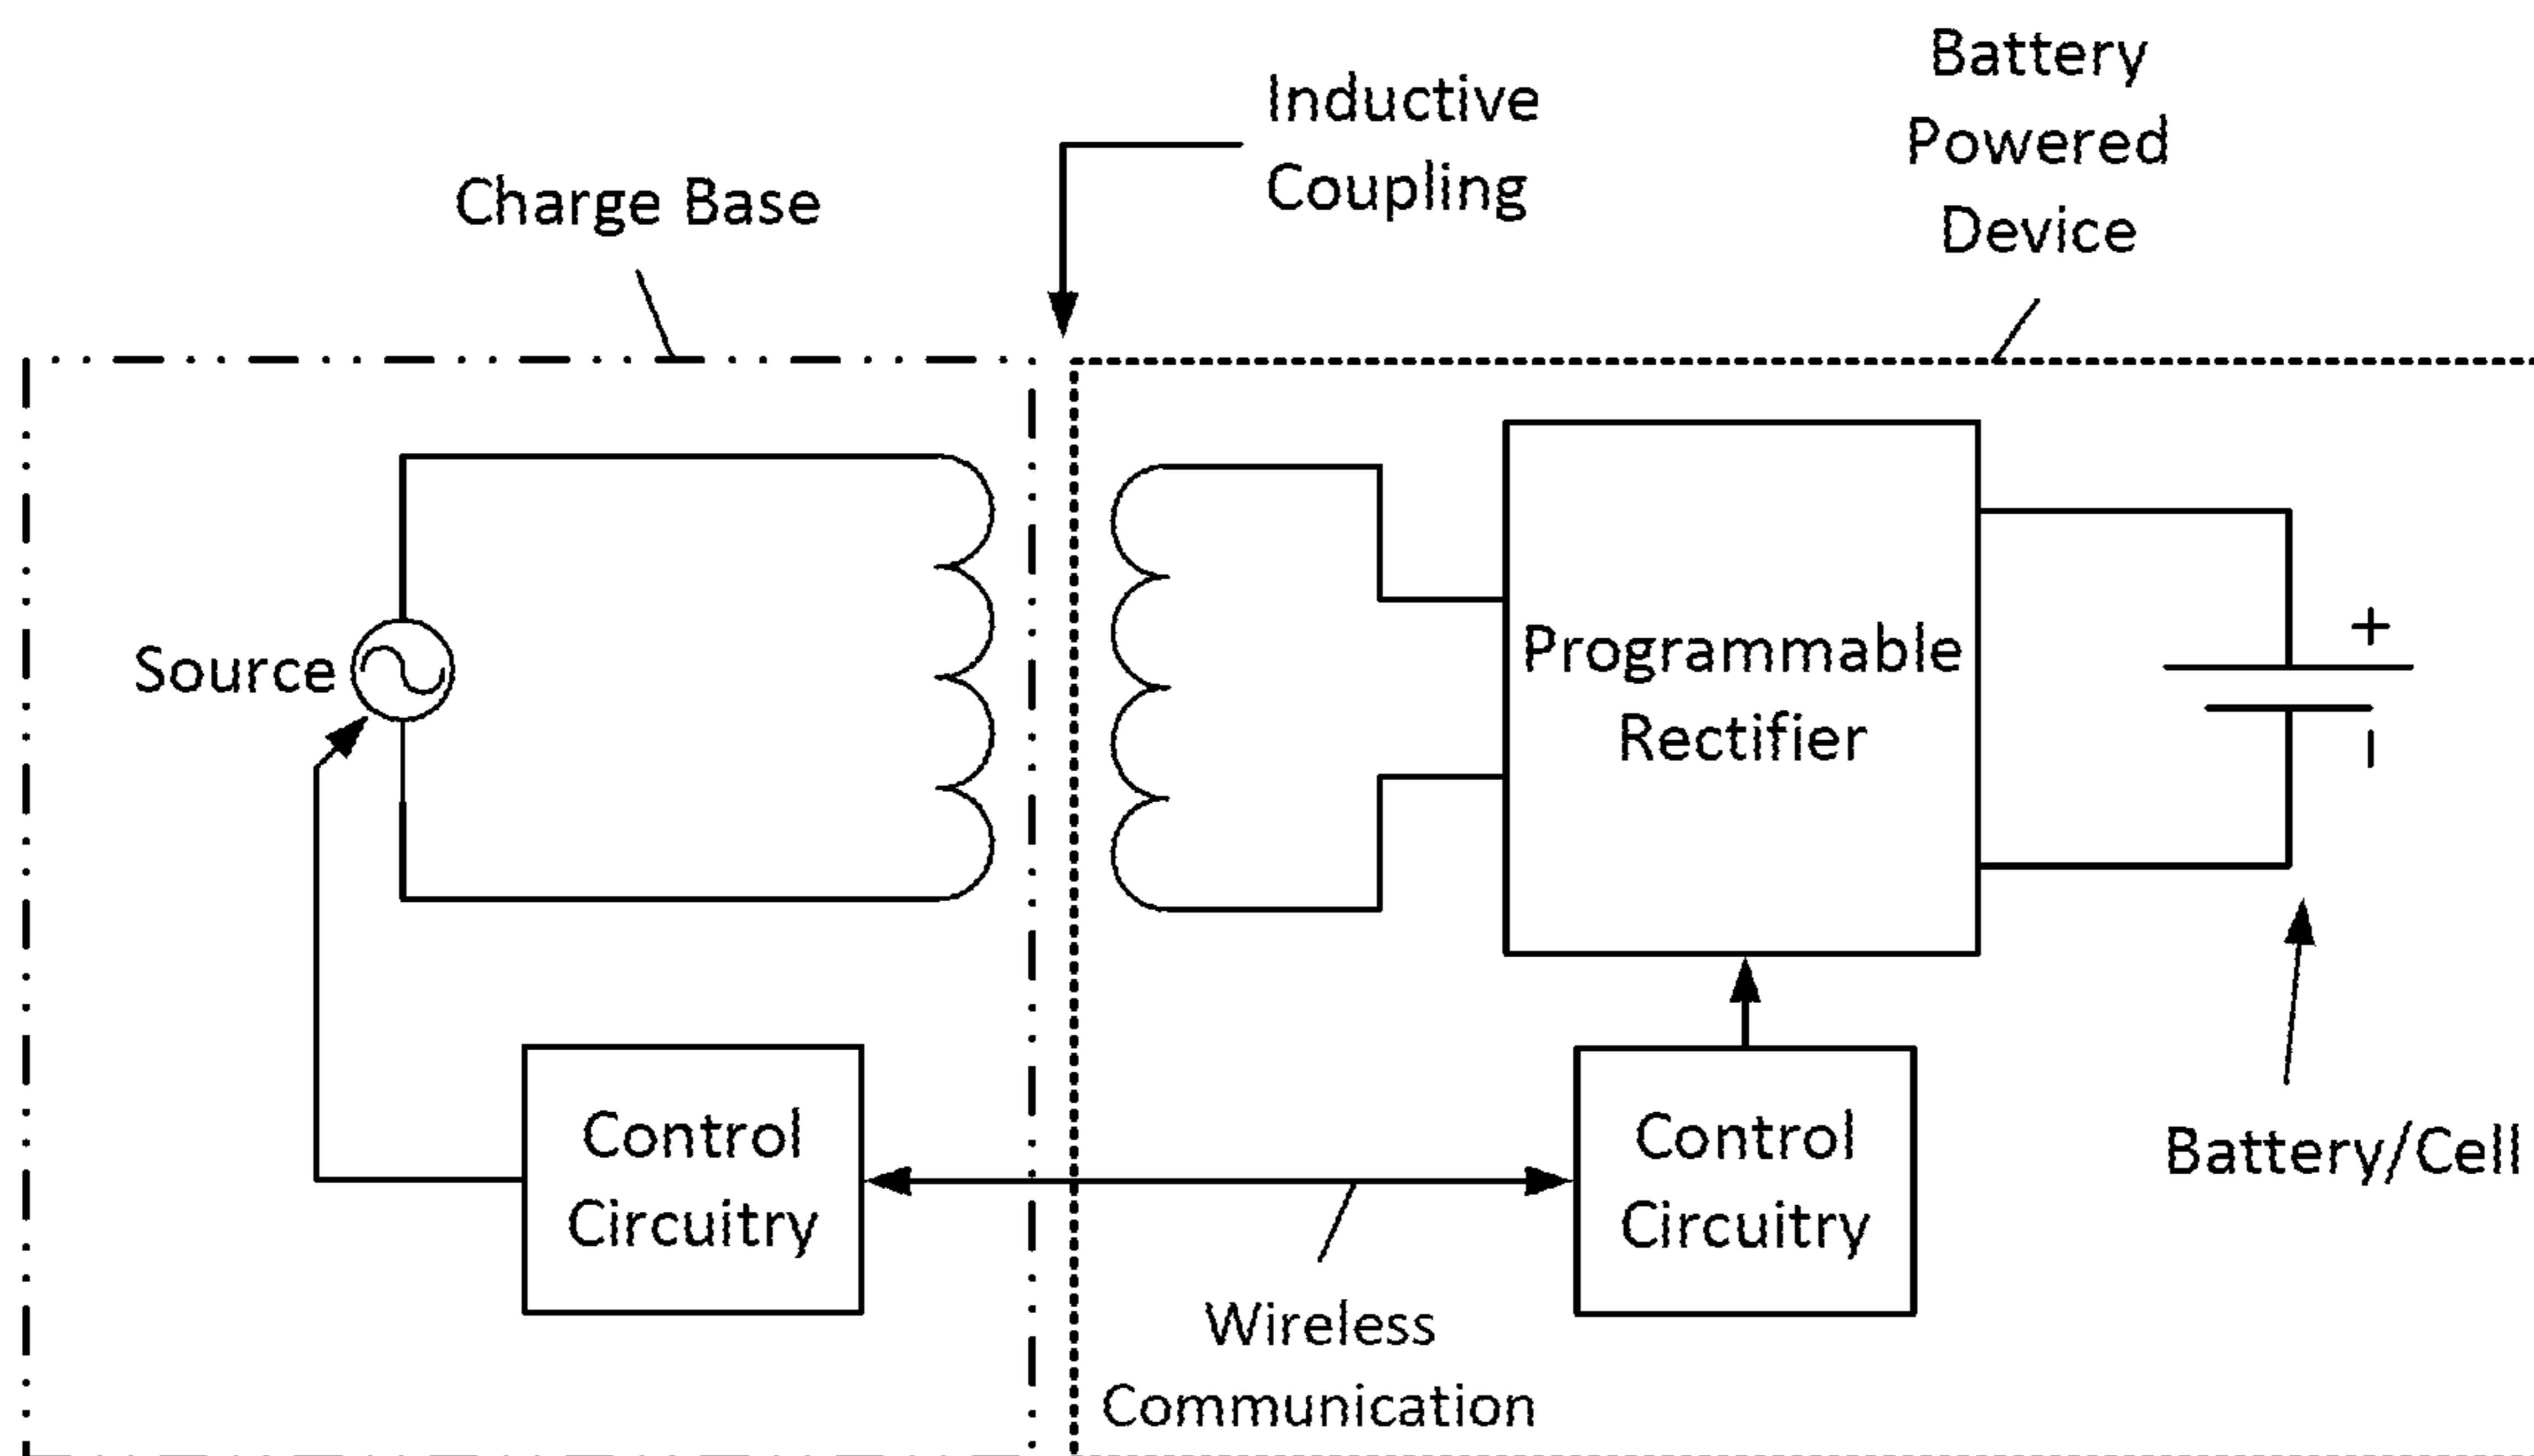 Battery
Powered
Device
Inductive
Coupling
Charge Base
Source
Programmable
Rectifier
+
–
Control
Circuitry
Control
Circuitry
Battery/Cell
Wireless
Communication